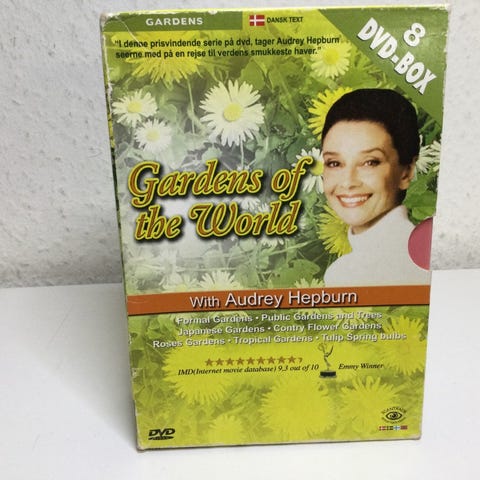 GARDENS
DANSK TEXT
8
DVD-BOX
"I denne prisvindende serie på dvd, tager Audrey Hepburn
seerne med på en rejse til verdens smukkeste haver."
Gardens of
the World
With Audrey Hepburn
Formal Gardens • Public Gardens and Trees
Japanese Gardens • Contry Flower Gardens
Roses Gardens • Tropical Gardens • Tulip Spring bulbs
IMD(Internet movie database) 9,3 out of 10
Emmy Winner
DVD